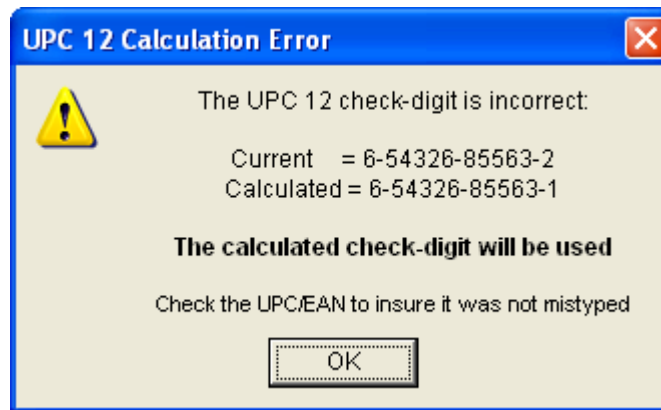 UPC 12 Calculation Error
The UPC 12 check-digit is incorrect:
Current = 6-54326-85563-2
Calculated = 6-54326-85563-1
The calculated check-digit will be used
Check the UPC/EAN to insure it was not mistyped
OK